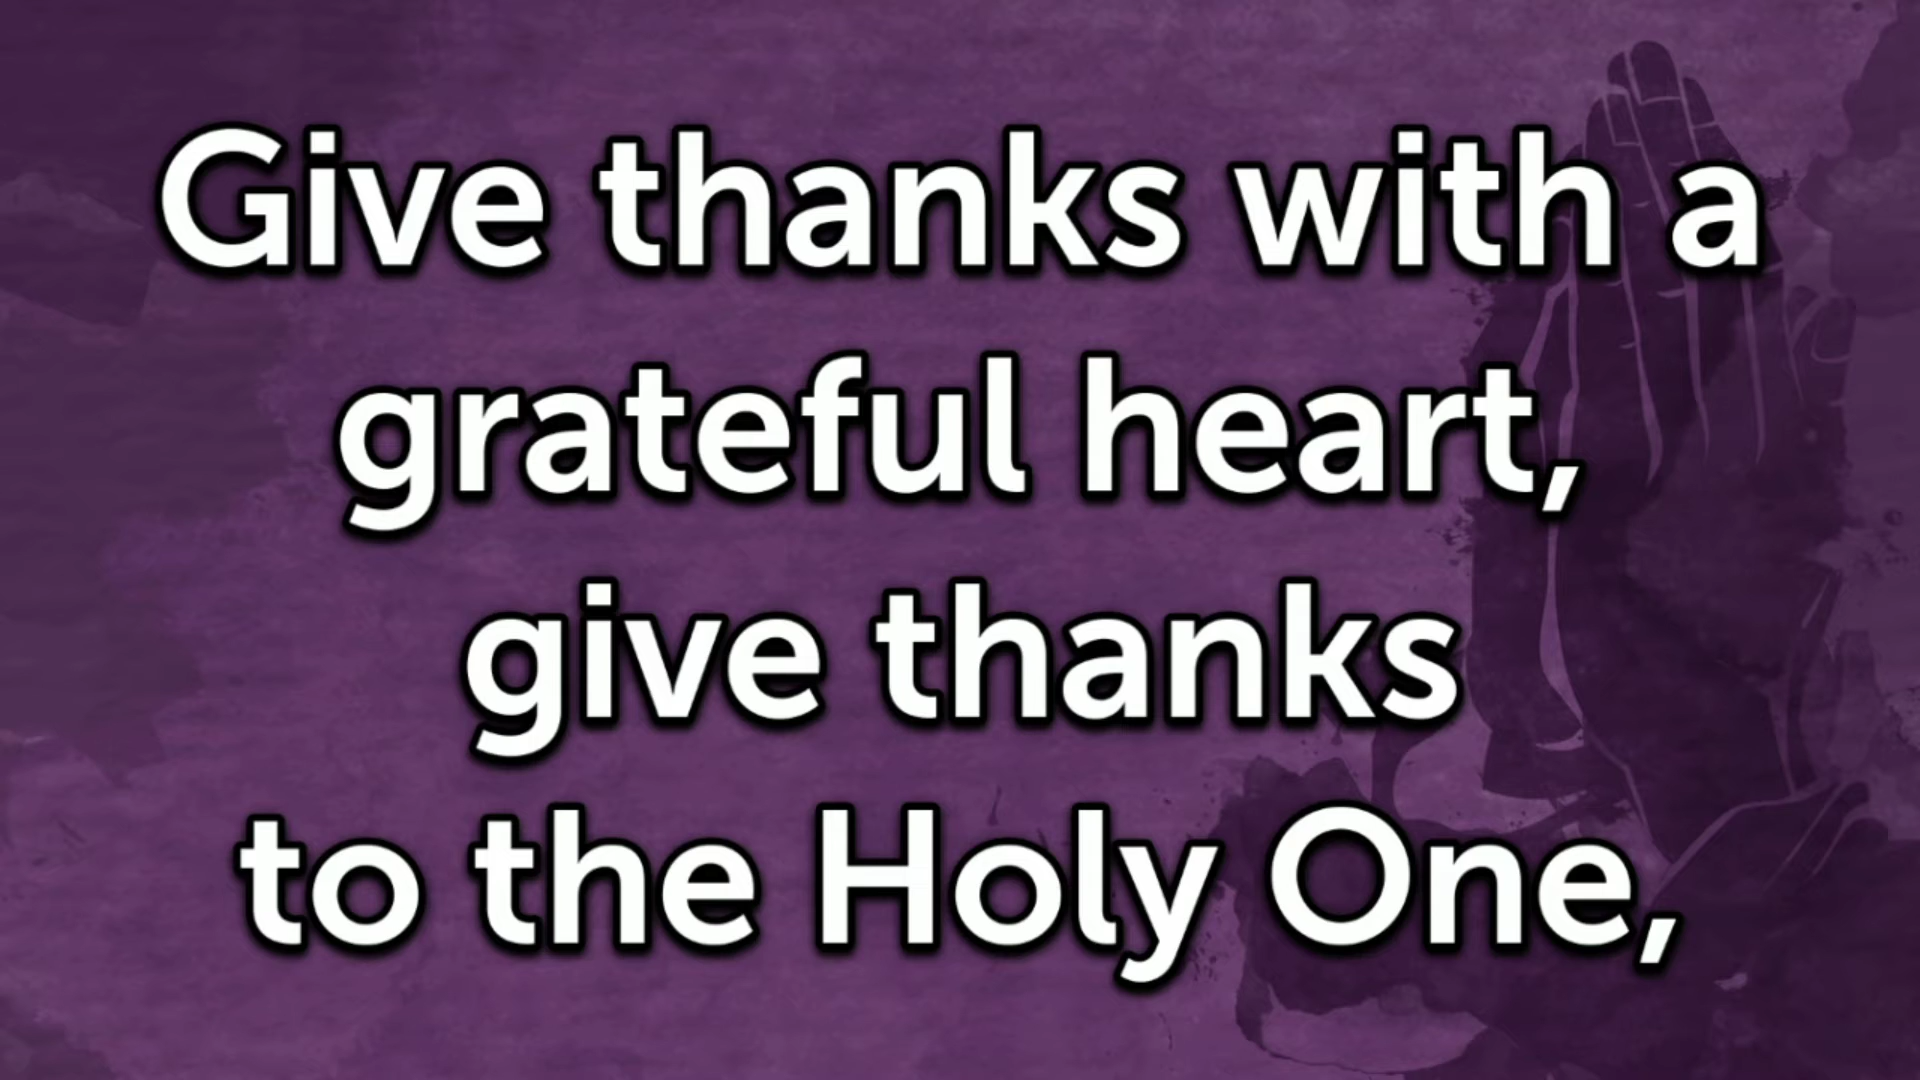 Give thanks with a
grateful heart,
give thanks
to the Holy One,